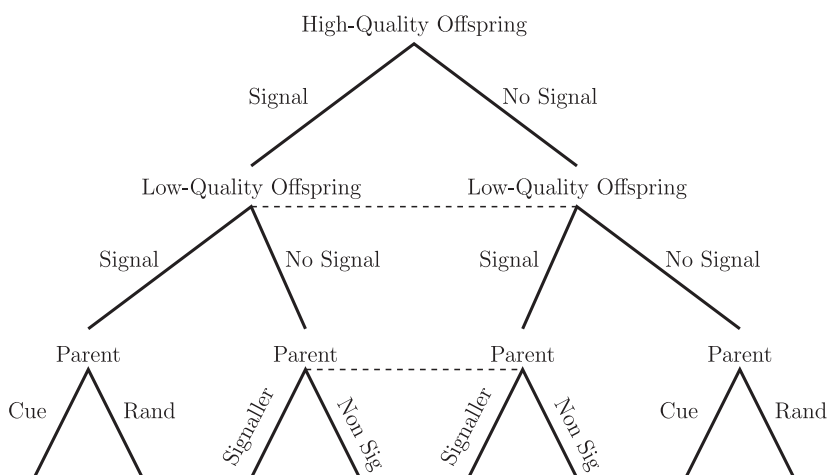 High-Quality Offspring
Signal
No Signal
Low-Quality Offspring
Low-Quality Offspring
Signal
No Signal
Signal
No Signal
Parent
Parent
Parent
Parent
Cue
Rand
Signaller
Non Sig
Signaller
Non Sig
Cue
Rand